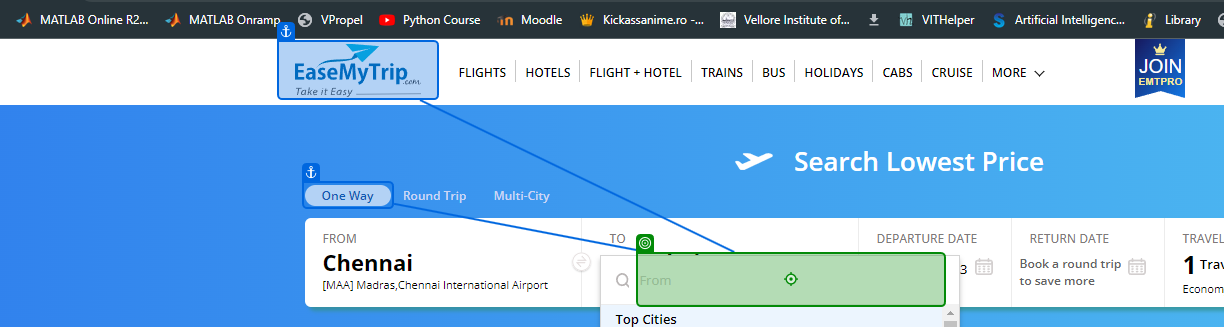 MATLAB Online R2... MATLAB Onramp VPropel Python Course Moodle Kickassanime.ro -... Vellore Institute of... VITHelper Artificial Intelligenc... Library
EaseMyTrip.com
Take it Easy
FLIGHTS HOTELS FLIGHT + HOTEL TRAINS BUS HOLIDAYS CABS CRUISE MORE
JOIN
EMTPRO
Search Lowest Price
One Way Round Trip Multi-City
FROM TO DEPARTURE DATE RETURN DATE TRAVEL
Chennai 3 Book a round trip 1 Trav
[MAA] Madras,Chennai International Airport to save more Econom
From
Top Cities